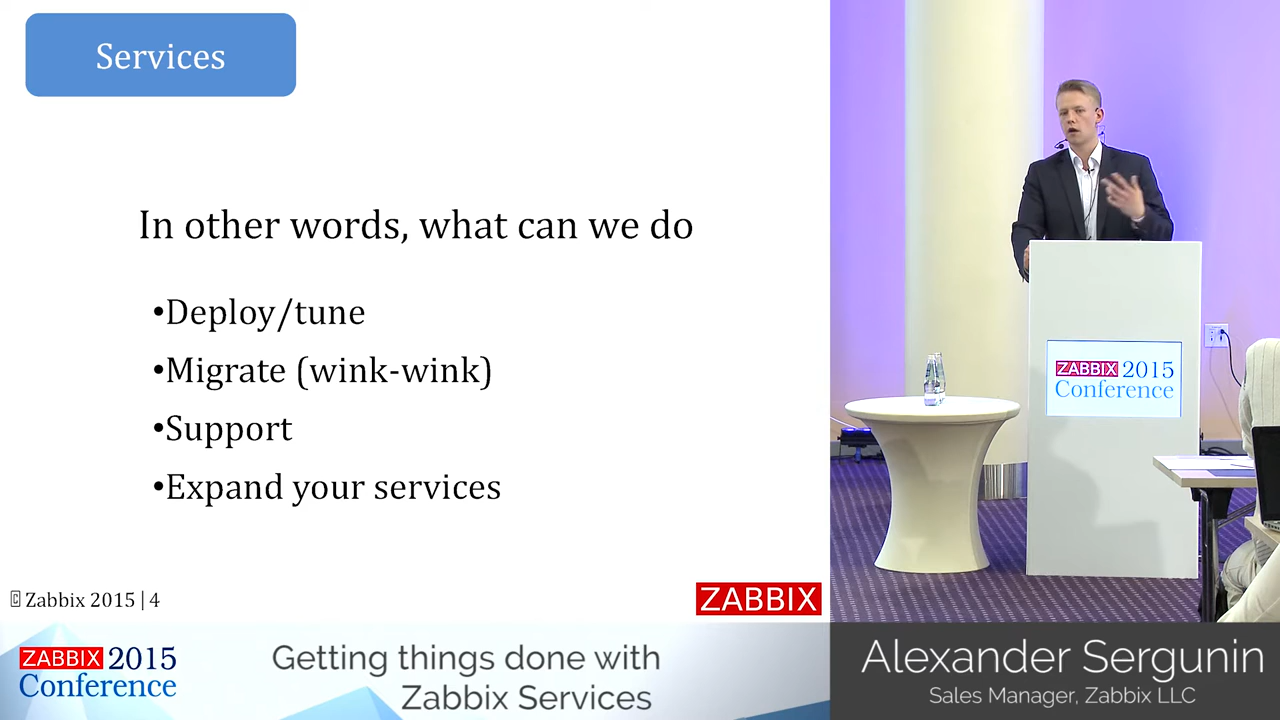 Services
In other words, what can we do
•Deploy/tune
•Migrate (wink-wink)
•Support
•Expand your services
Zabbix 2015 | 4
ZABBIX
ZABBIX 2015
Conference
ZABBIX 2015
Conference
Getting things done with
Zabbix Services
Alexander Sergunin
Sales Manager, Zabbix LLC